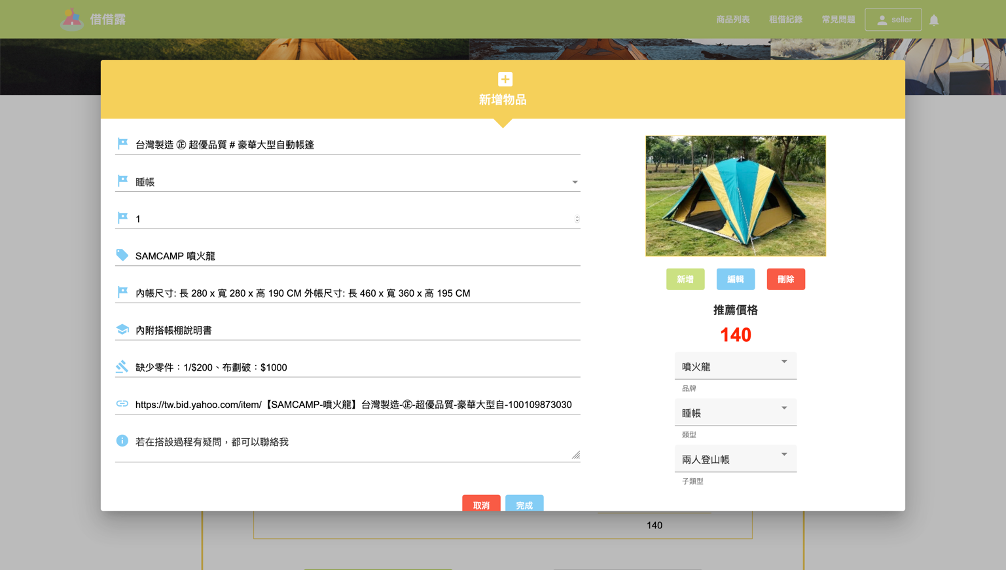 借借露
商品列表 租借紀錄 常見問題 seller
新增物品
台灣製造 ㊣ 超優品質 # 豪華大型自動帳篷
睡帳
1
SAMCAMP 噴火龍
內帳尺寸: 長 280 x 寬 280 x 高 190 CM 外帳尺寸: 長 460 x 寬 360 x 高 195 CM
內附搭帳棚說明書
缺少零件：1/$200、布劃破：$1000
https://tw.bid.yahoo.com/item/【SAMCAMP-噴火龍】台灣製造-㊣-超優品質-豪華大型自-100109873030
若在搭設過程有疑問，都可以聯絡我
取消 完成
新增 編輯 刪除
推薦價格
140
噴火龍
品牌
睡帳
類型
兩人登山帳
子類型
140